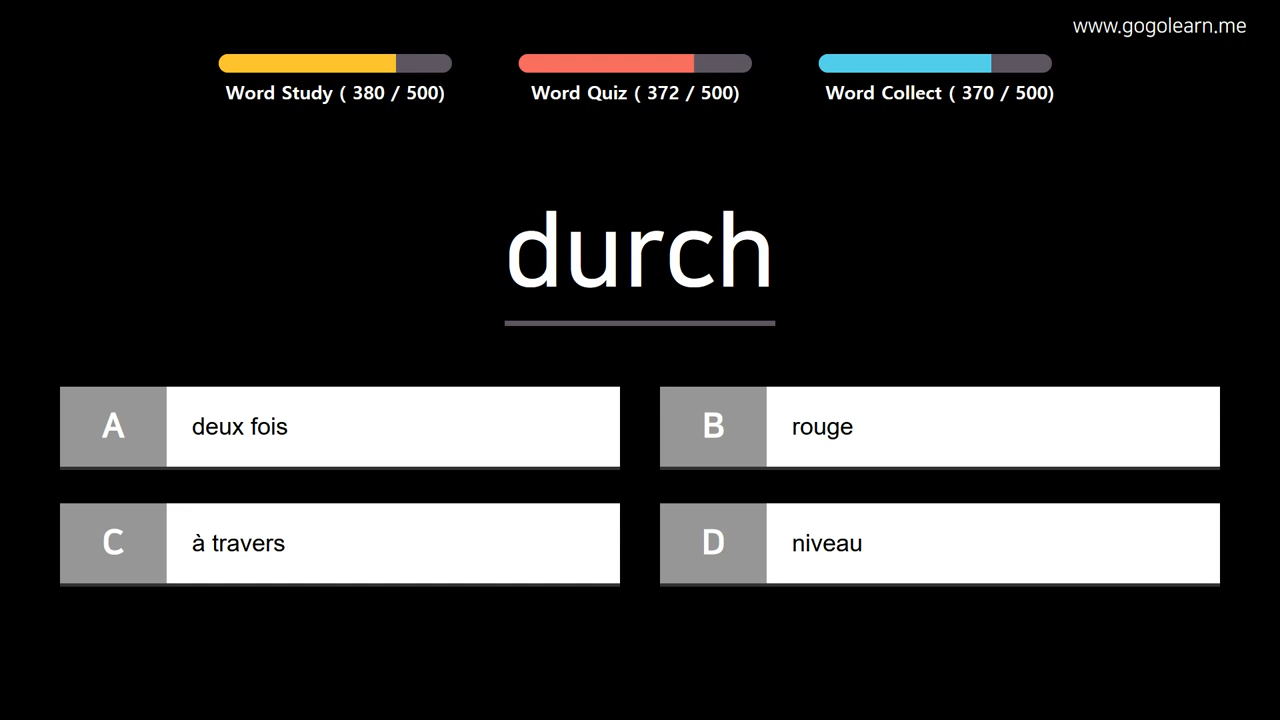 www.gogolearn.me
Word Study ( 380 / 500)
Word Quiz ( 372 / 500)
Word Collect ( 370 / 500)
durch
A
deux fois
B
rouge
C
à travers
D
niveau